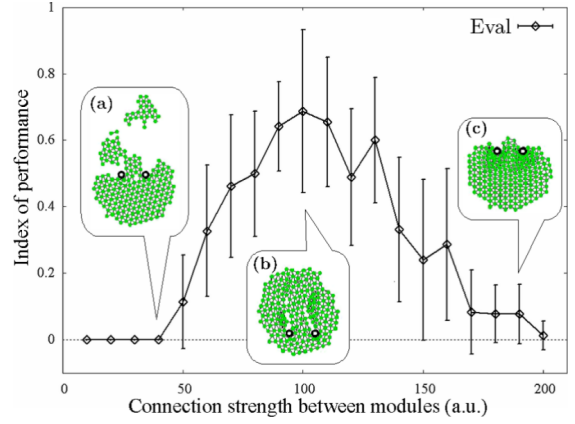 Index of performance
1
0.8
0.6
0.4
0.2
0
Eval
(a)
(b)
(c)
0 50 100 150 200
Connection strength between modules (a.u.)